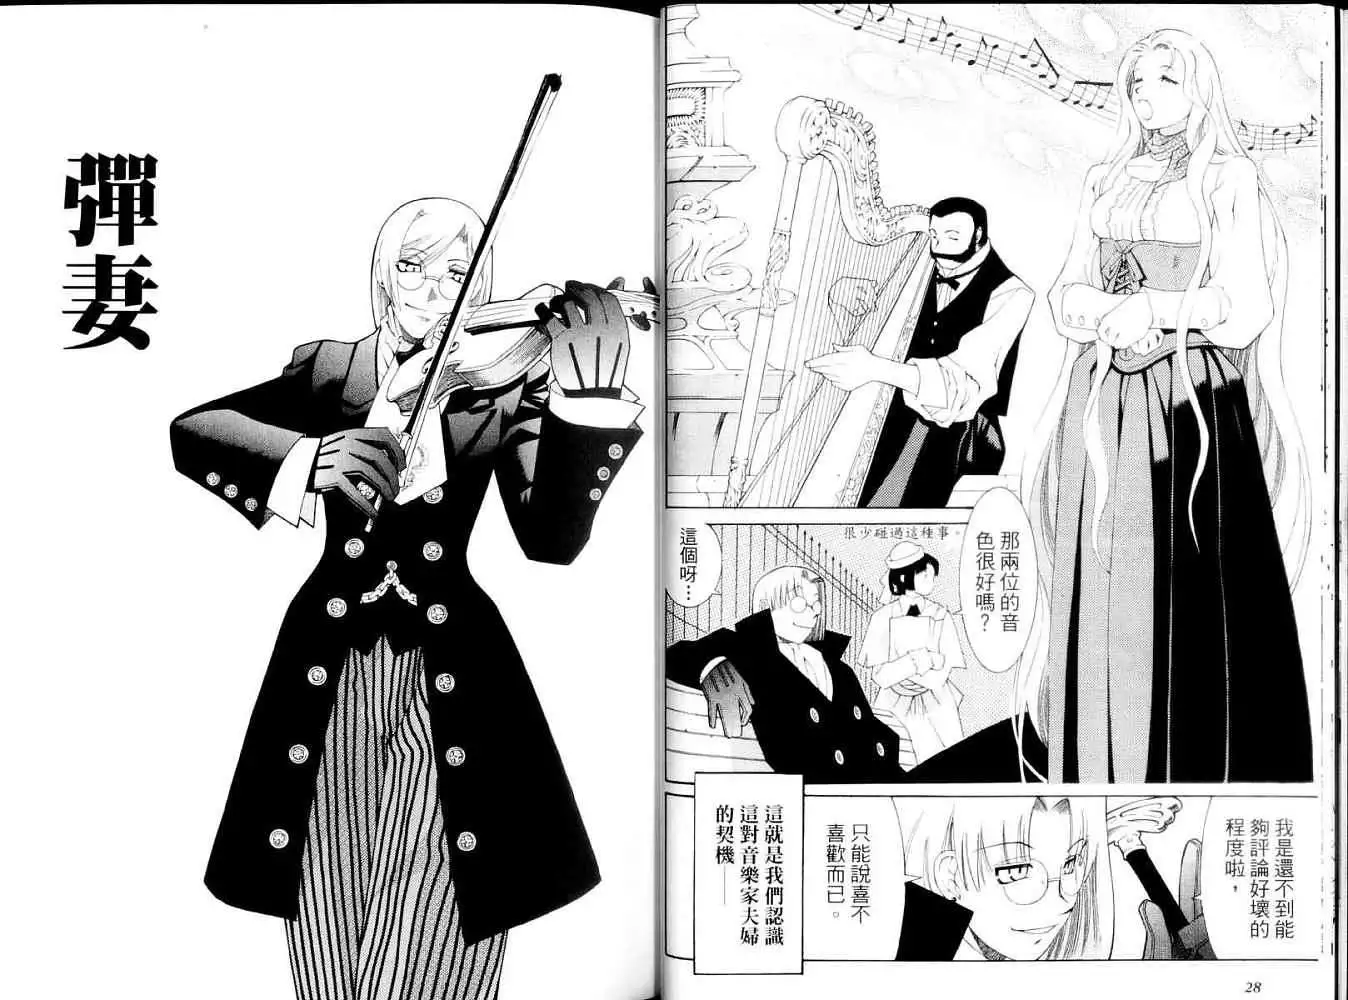 那兩位的音
色很好嗎?
很少碰過這種事。
這個呀…
我是還不到能
夠評論好壞的
程度啦，
只能說喜不
喜歡而已。
這就是我們認識
這對音樂家夫婦
的契機——
28
彈
妻